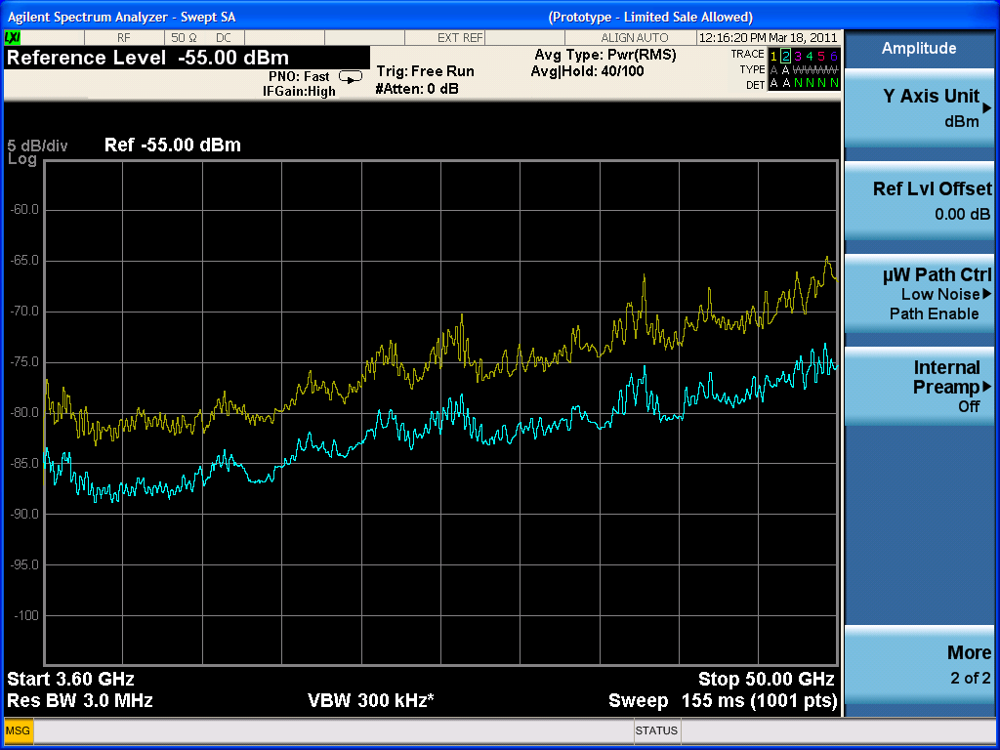 Agilent Spectrum Analyzer - Swept SA (Prototype - Limited Sale Allowed)
LXI RF 50 Ω DC EXT REF ALIGN AUTO 12:16:20 PM Mar 18, 2011
Reference Level -55.00 dBm
PNO: Fast
IFGain:High
Trig: Free Run
#Atten: 0 dB
Avg Type: Pwr(RMS)
Avg|Hold: 40/100
TRACE 1 2 3 4 5 6
TYPE A A W W W W
DET A A N N N N
5 dB/div
Log
Ref -55.00 dBm
-60.0
-65.0
-70.0
-75.0
-80.0
-85.0
-90.0
-95.0
-100
Start 3.60 GHz Stop 50.00 GHz
Res BW 3.0 MHz VBW 300 kHz* Sweep 155 ms (1001 pts)
MSG STATUS
Amplitude
Y Axis Unit
dBm
Ref Lvl Offset
0.00 dB
µW Path Ctrl
Low Noise
Path Enable
Internal
Preamp
Off
More
2 of 2